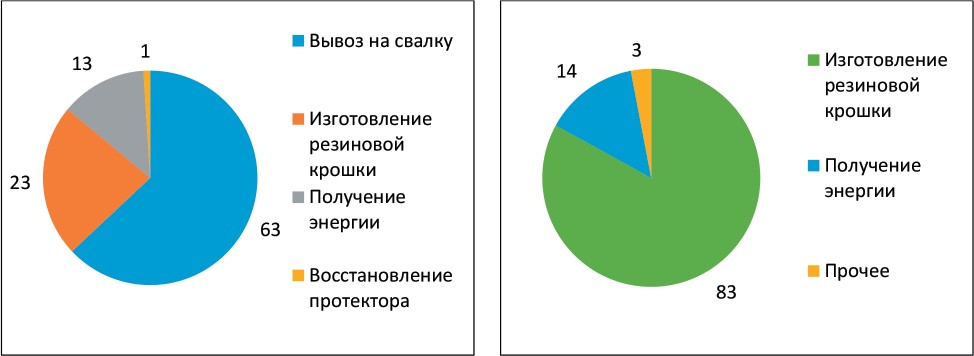 1
13
23
63
Вывоз на свалку
Изготовление
резиновой
крошки
Получение
энергии
Восстановление
протектора
3
14
83
Изготовление
резиновой
крошки
Получение
энергии
Прочее